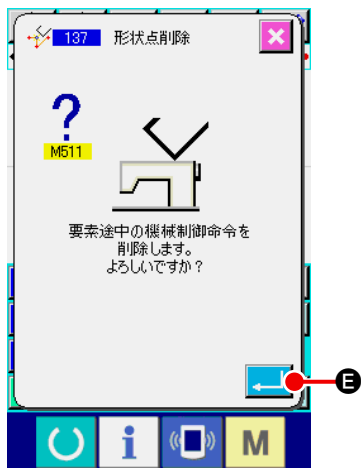 137 形状点削除
?
M511
要素途中の機械制御命令を
削除します。
よろしいですか？
E
i
M